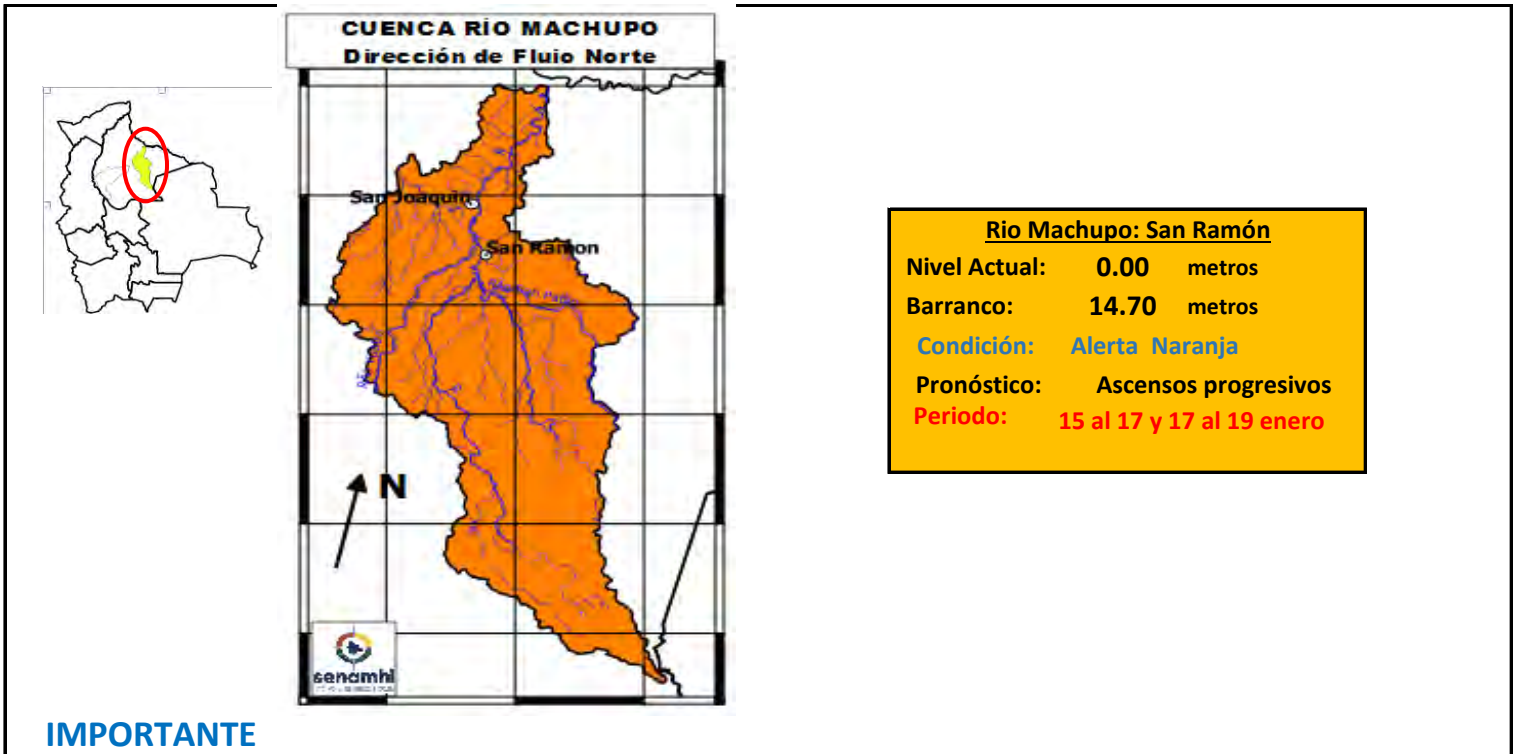 CUENCA RÍO MACHUPO
Dirección de Flujo Norte
San Joaquin
San Ramon
N
senamhi
Rio Machupo: San Ramón
Nivel Actual: 0.00 metros
Barranco: 14.70 metros
Condición: Alerta Naranja
Pronóstico: Ascensos progresivos
Periodo: 15 al 17 y 17 al 19 enero
IMPORTANTE